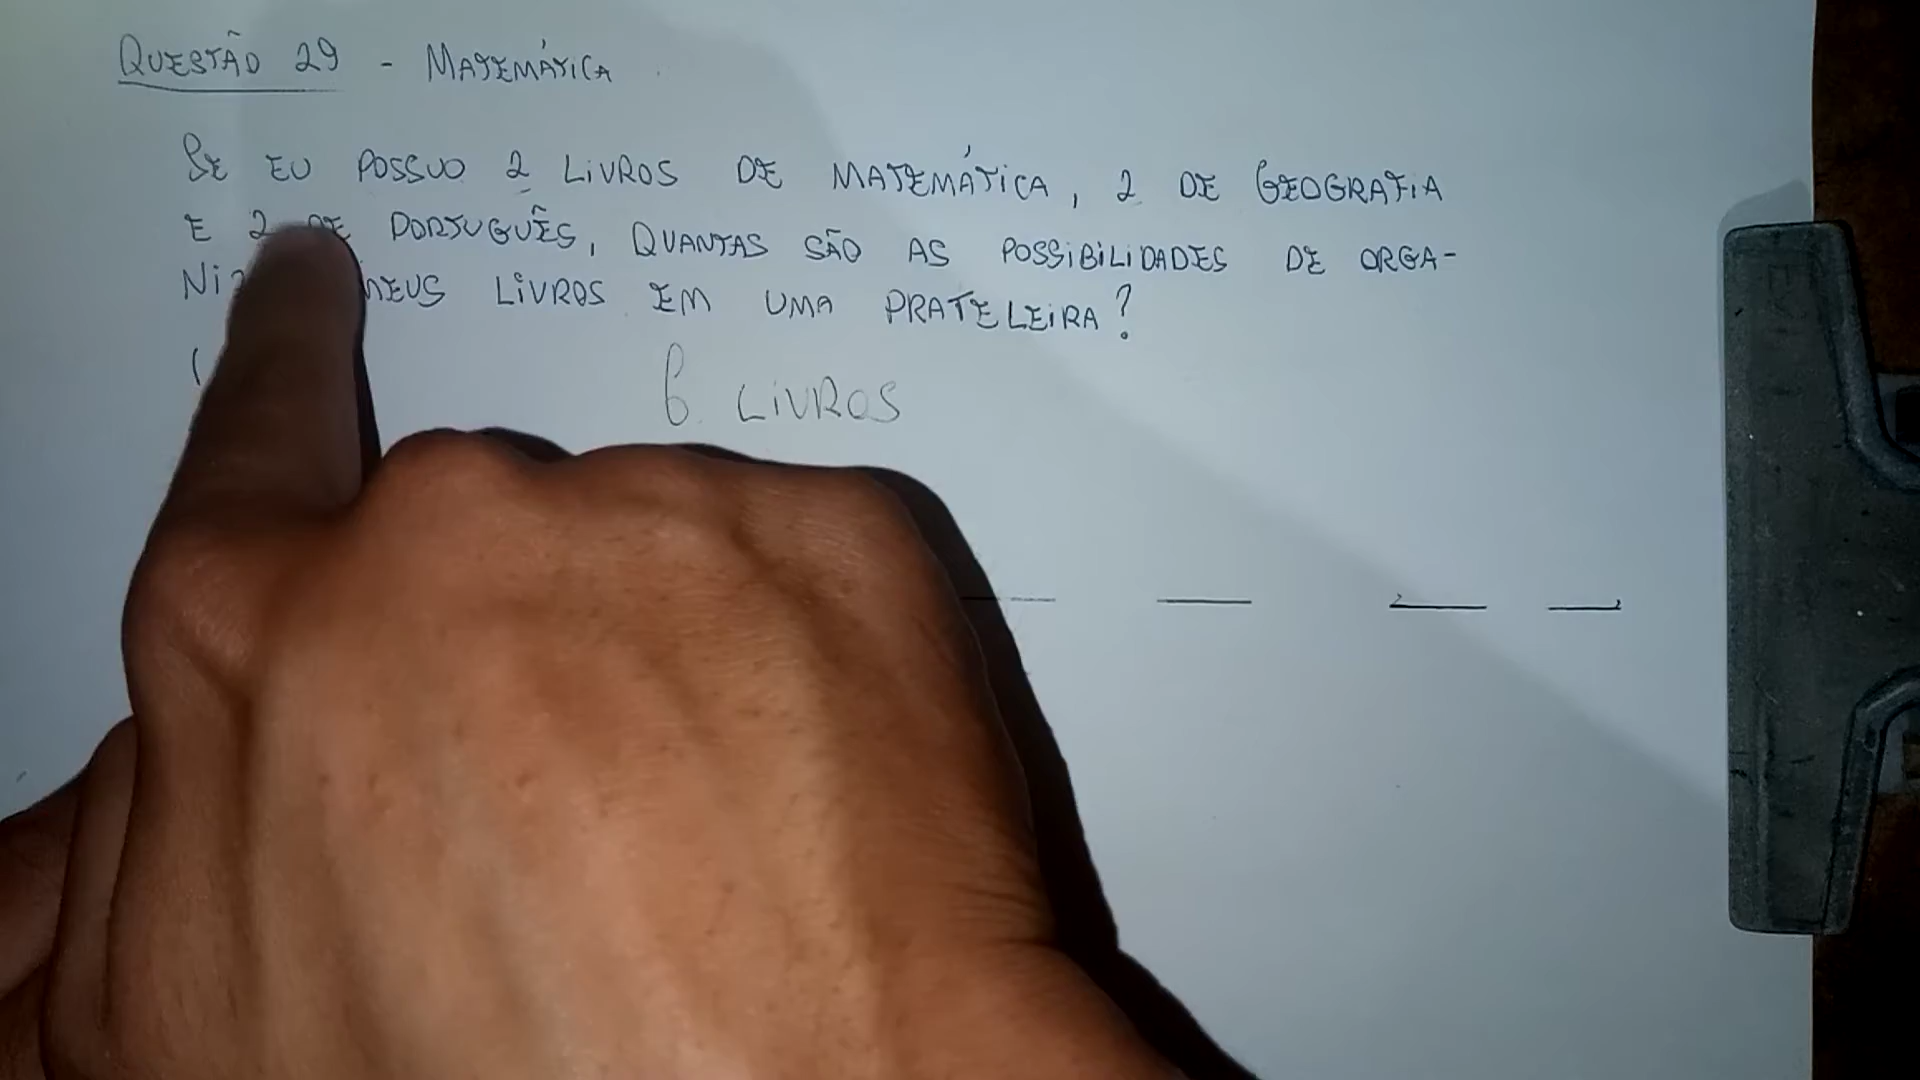 QUESTÃO 29 - MATEMÁTICA
SE EU POSSUO 2 LIVROS DE MATEMÁTICA, 2 DE GEOGRAFIA
E 2 DE PORTUGUÊS, QUANTAS SÃO AS POSSIBILIDADES DE ORGA-
MEUS LIVROS EM UMA PRATELEIRA?
6 LIVROS